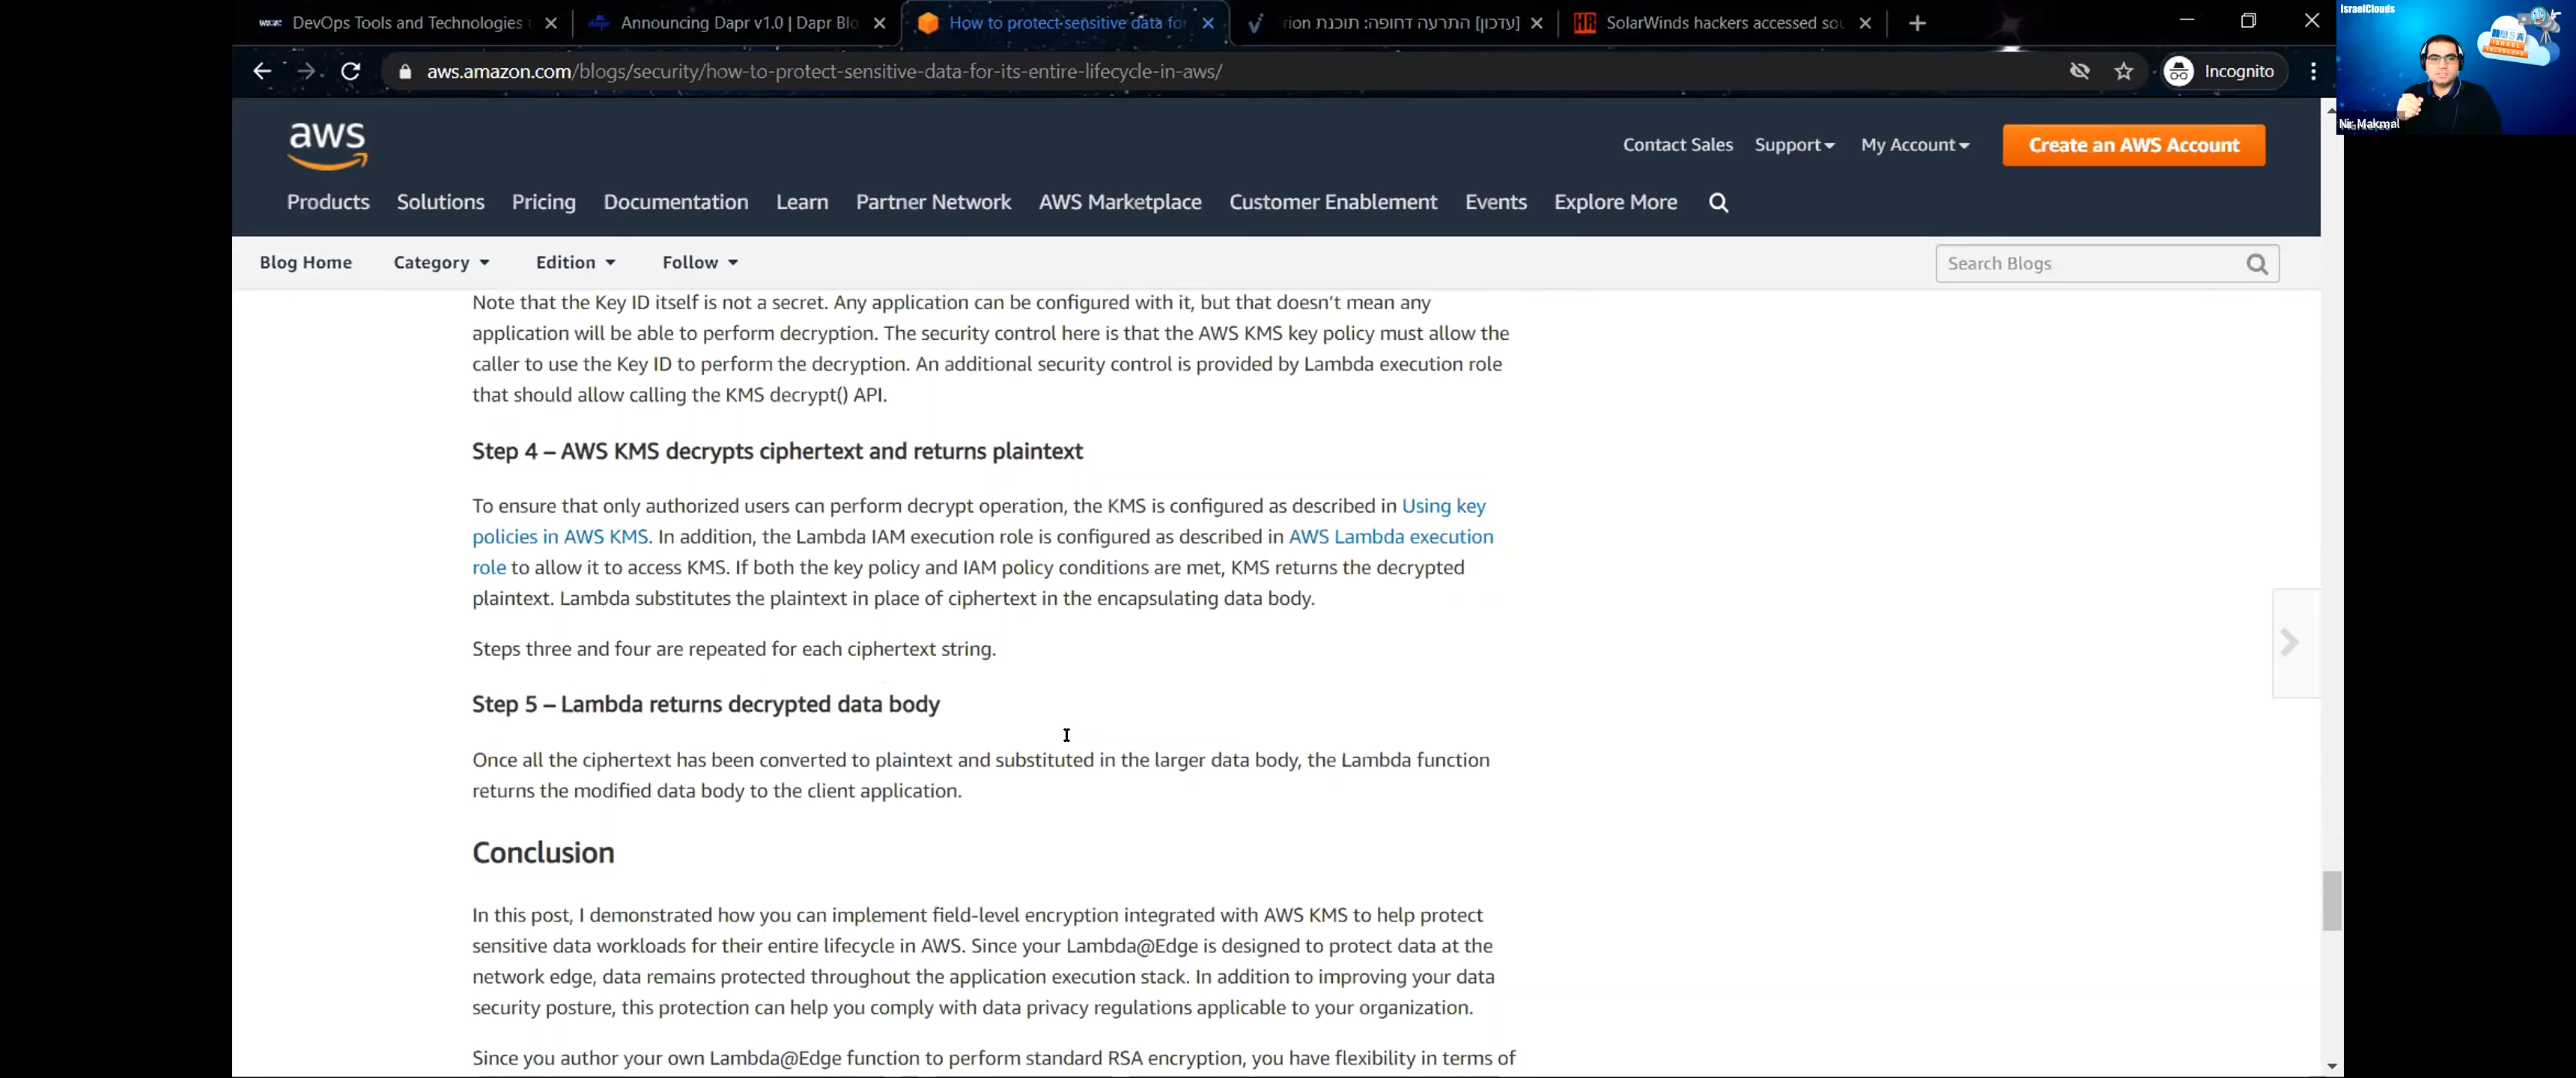 DevOps Tools and Technologies
Announcing Dapr v1.0 | Dapr Blo
How to protect-sensitive data for
[עדכון] התרעה דחופה: תוכנת rion
SolarWinds hackers accessed sou
aws.amazon.com/blogs/security/how-to-protect-sensitive-data-for-its-entire-lifecycle-in-aws/
Incognito
IsraelClouds
Nir Makmal
aws
Contact Sales Support My Account Create an AWS Account
Products Solutions Pricing Documentation Learn Partner Network AWS Marketplace Customer Enablement Events Explore More
Blog Home Category Edition Follow Search Blogs
Note that the Key ID itself is not a secret. Any application can be configured with it, but that doesn't mean any
application will be able to perform decryption. The security control here is that the AWS KMS key policy must allow the
caller to use the Key ID to perform the decryption. An additional security control is provided by Lambda execution role
that should allow calling the KMS decrypt() API.
Step 4 – AWS KMS decrypts ciphertext and returns plaintext
To ensure that only authorized users can perform decrypt operation, the KMS is configured as described in Using key
policies in AWS KMS. In addition, the Lambda IAM execution role is configured as described in AWS Lambda execution
role to allow it to access KMS. If both the key policy and IAM policy conditions are met, KMS returns the decrypted
plaintext. Lambda substitutes the plaintext in place of ciphertext in the encapsulating data body.
Steps three and four are repeated for each ciphertext string.
Step 5 – Lambda returns decrypted data body
Once all the ciphertext has been converted to plaintext and substituted in the larger data body, the Lambda function
returns the modified data body to the client application.
Conclusion
In this post, I demonstrated how you can implement field-level encryption integrated with AWS KMS to help protect
sensitive data workloads for their entire lifecycle in AWS. Since your Lambda@Edge is designed to protect data at the
network edge, data remains protected throughout the application execution stack. In addition to improving your data
security posture, this protection can help you comply with data privacy regulations applicable to your organization.
Since you author your own Lambda@Edge function to perform standard RSA encryption, you have flexibility in terms of